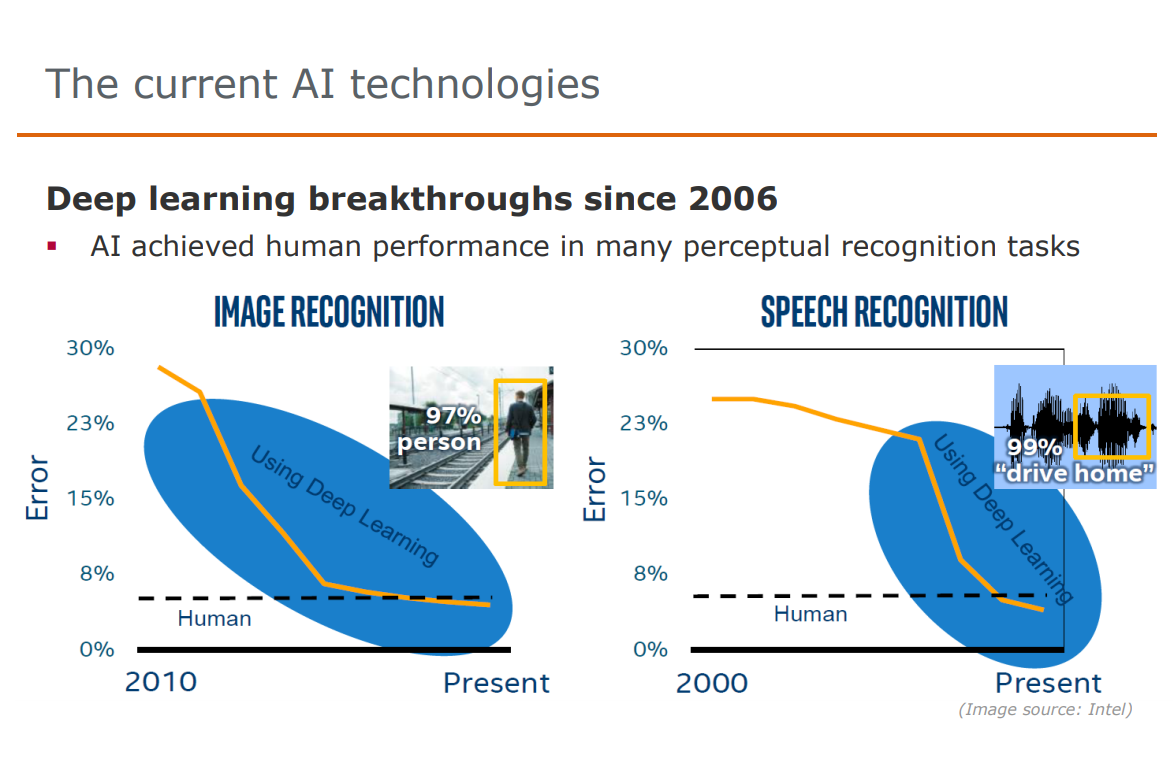 The current AI technologies
Deep learning breakthroughs since 2006
▪ AI achieved human performance in many perceptual recognition tasks
IMAGE RECOGNITION
30%
23%
15%
8%
0%
Error
Using Deep Learning
97%
person
Human
2010
Present
SPEECH RECOGNITION
30%
23%
15%
8%
0%
Error
Using Deep Learning
99%
“drive home”
Human
2000
Present
(Image source: Intel)